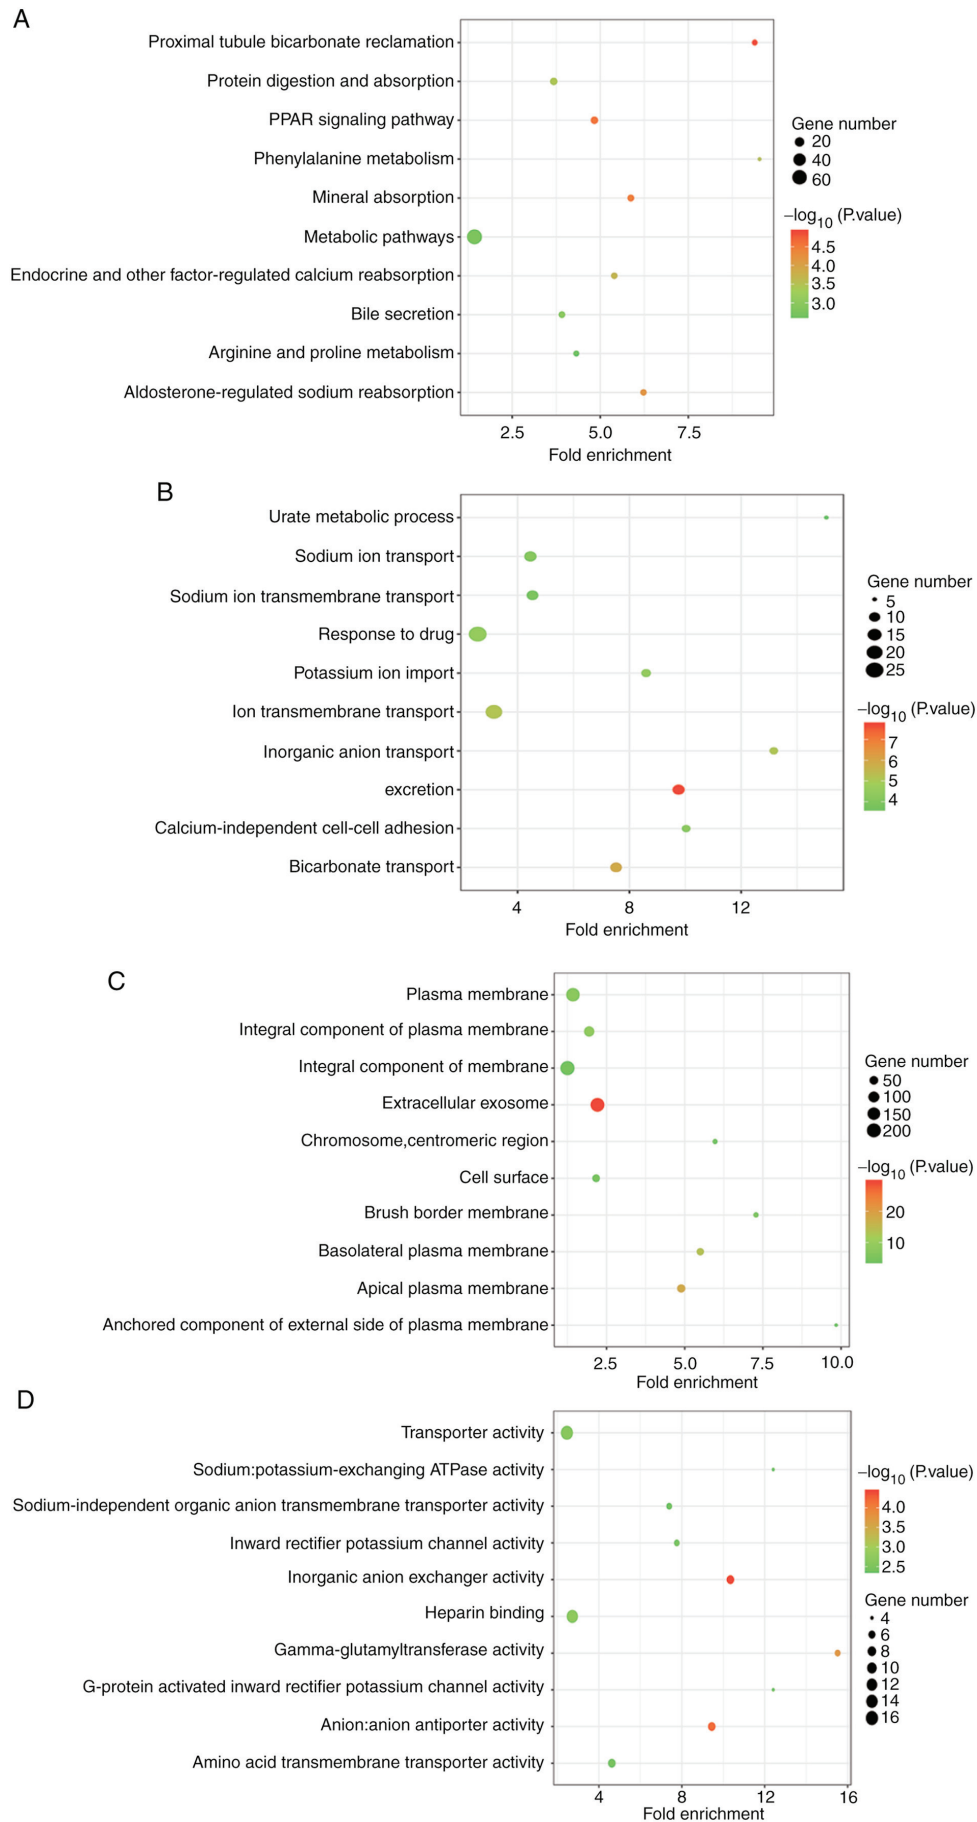 A
Proximal tubule bicarbonate reclamation
Protein digestion and absorption
PPAR signaling pathway
Phenylalanine metabolism
Mineral absorption
Metabolic pathways
Endocrine and other factor-regulated calcium reabsorption
Bile secretion
Arginine and proline metabolism
Aldosterone-regulated sodium reabsorption
2.5 5.0 7.5
Fold enrichment
Gene number
20
40
60
−log10 (P.value)
4.5
4.0
3.5
3.0
B
Urate metabolic process
Sodium ion transport
Sodium ion transmembrane transport
Response to drug
Potassium ion import
Ion transmembrane transport
Inorganic anion transport
excretion
Calcium-independent cell-cell adhesion
Bicarbonate transport
4 8 12
Fold enrichment
Gene number
5
10
15
20
25
−log10 (P.value)
7
6
5
4
C
Plasma membrane
Integral component of plasma membrane
Integral component of membrane
Extracellular exosome
Chromosome,centromeric region
Cell surface
Brush border membrane
Basolateral plasma membrane
Apical plasma membrane
Anchored component of external side of plasma membrane
2.5 5.0 7.5 10.0
Fold enrichment
Gene number
50
100
150
200
−log10 (P.value)
20
10
D
Transporter activity
Sodium:potassium-exchanging ATPase activity
Sodium-independent organic anion transmembrane transporter activity
Inward rectifier potassium channel activity
Inorganic anion exchanger activity
Heparin binding
Gamma-glutamyltransferase activity
G-protein activated inward rectifier potassium channel activity
Anion:anion antiporter activity
Amino acid transmembrane transporter activity
4 8 12 16
Fold enrichment
−log10 (P.value)
4.0
3.5
3.0
2.5
Gene number
4
6
8
10
12
14
16